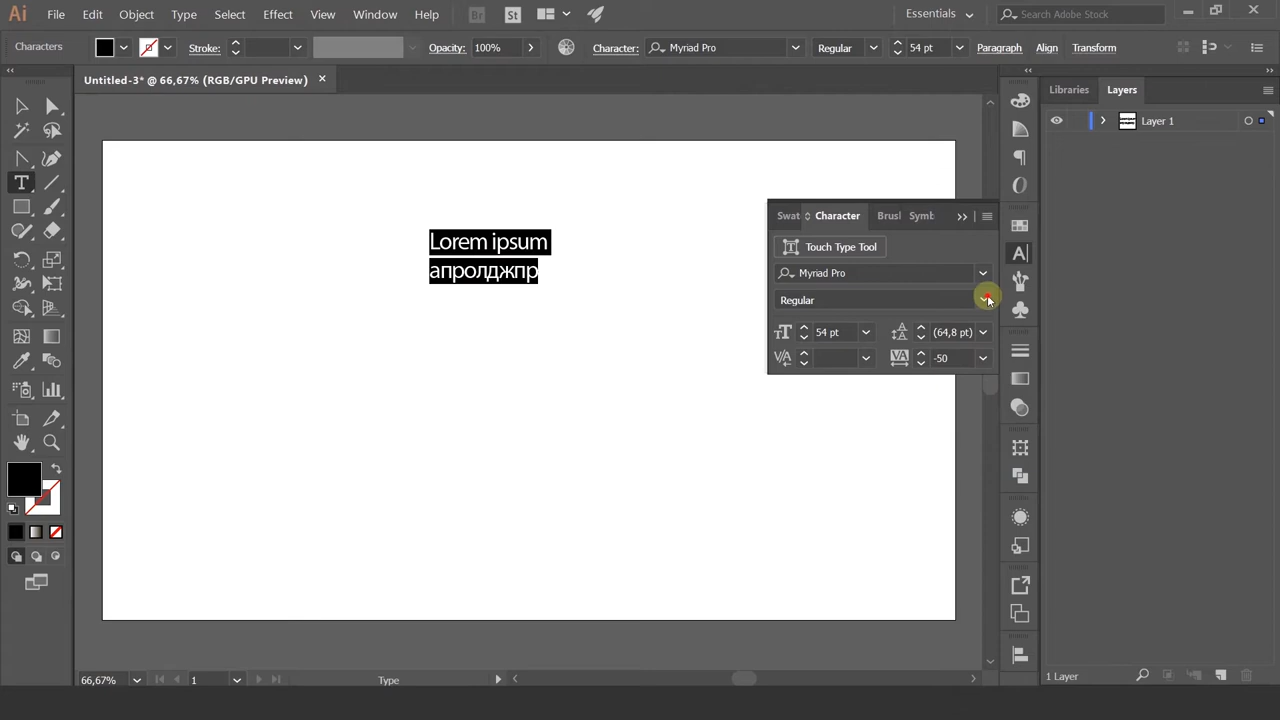 Ai File Edit Object Type Select Effect View Window Help Br St Essentials Search Adobe Stock
Characters Stroke: Opacity: 100% Character: Myriad Pro Regular 54 pt Paragraph Align Transform
Untitled-3* @ 66,67% (RGB/GPU Preview)
Libraries Layers
Layer 1
Lorem ipsum
апролджпр
Swat Character Brus Symb
Touch Type Tool
Myriad Pro
Regular
54 pt (64,8 pt)
-50
66,67% 1 Type
1 Layer